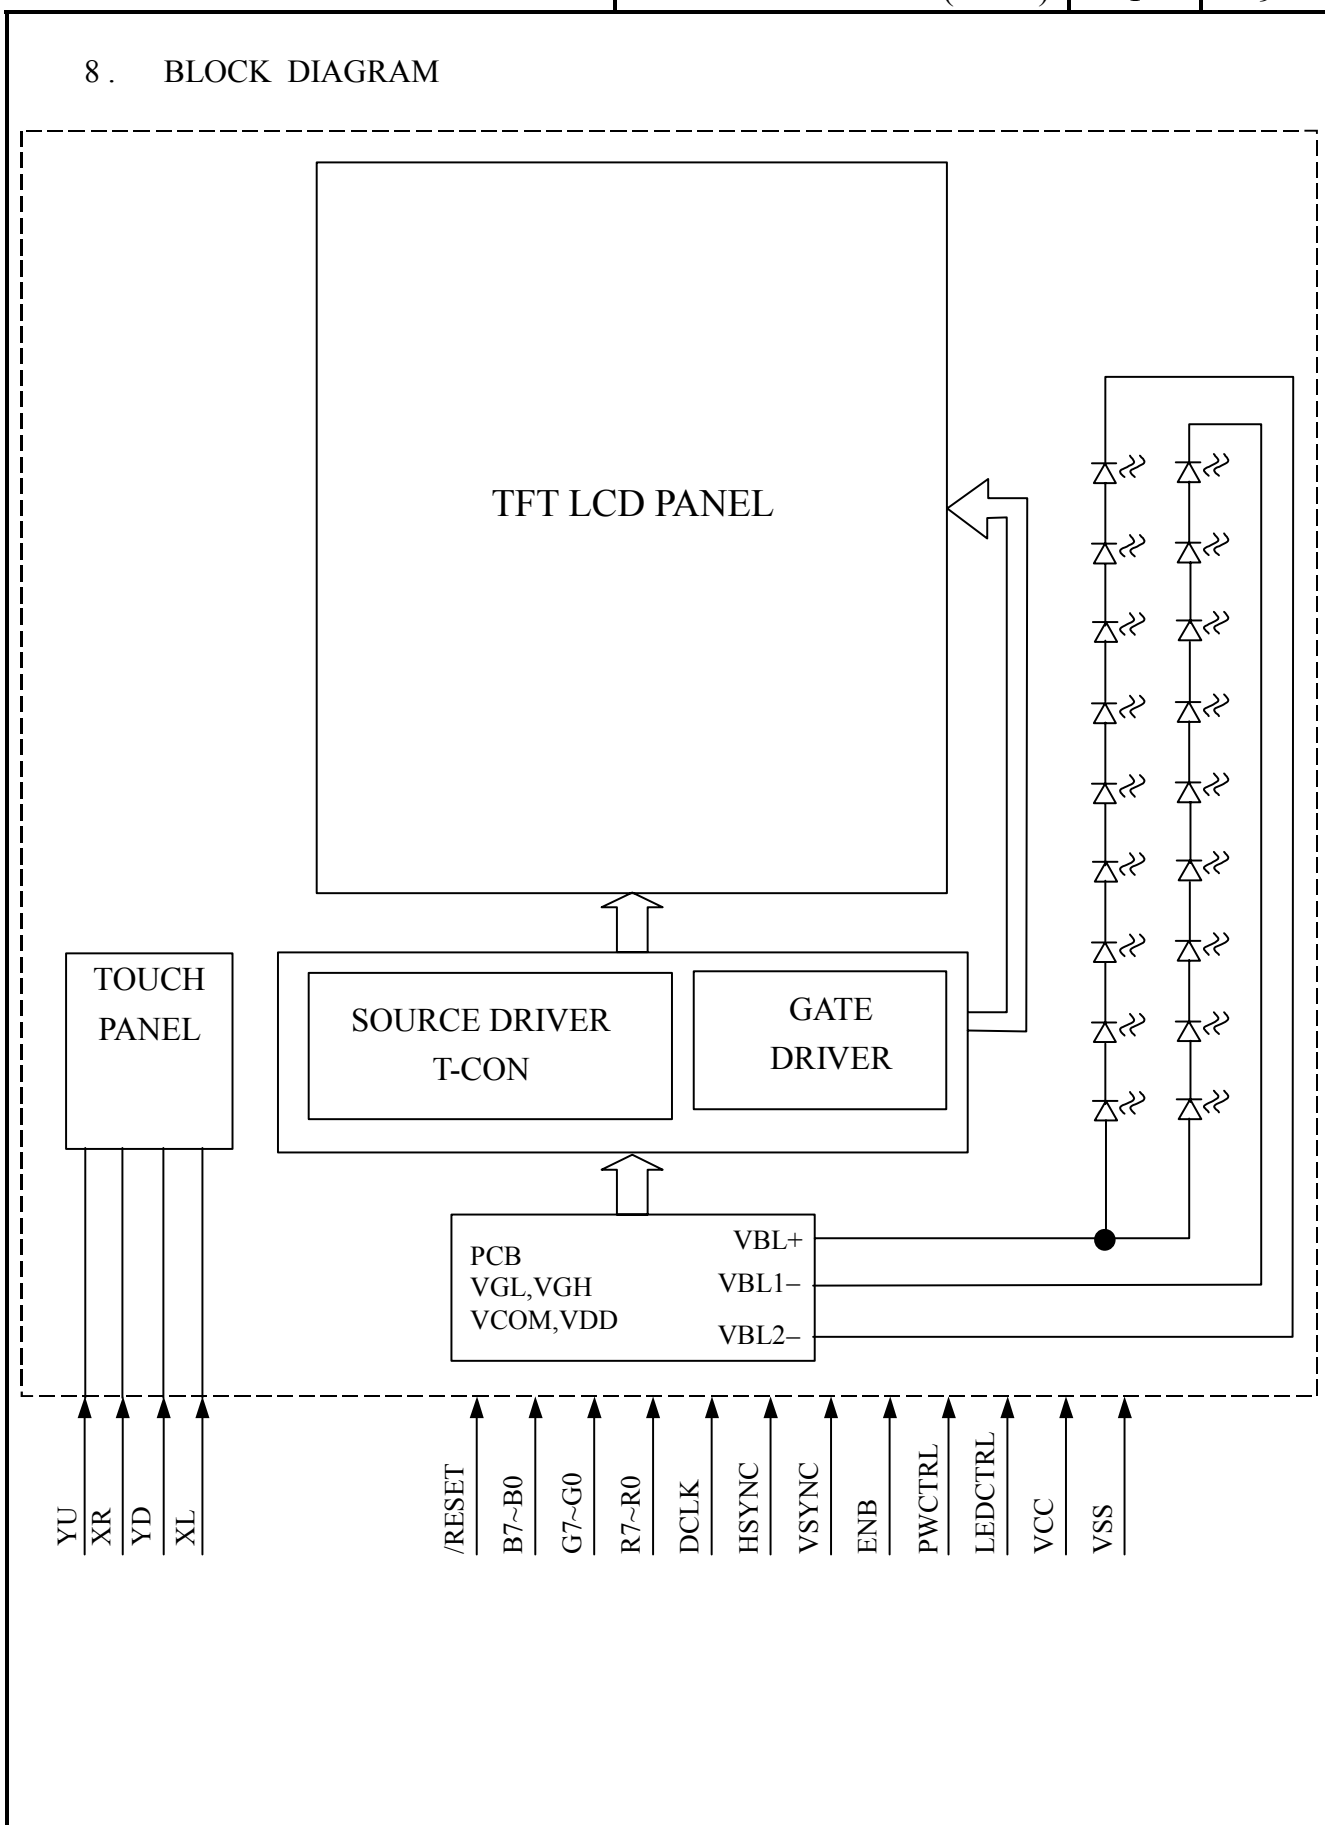 8. BLOCK DIAGRAM
TFT LCD PANEL
TOUCH
PANEL
SOURCE DRIVER
T-CON
GATE
DRIVER
PCB
VGL,VGH
VCOM,VDD
VBL+
VBL1−
VBL2−
YU
XR
YD
XL
/RESET
B7~B0
G7~G0
R7~R0
DCLK
HSYNC
VSYNC
ENB
PWCTRL
LEDCTRL
VCC
VSS